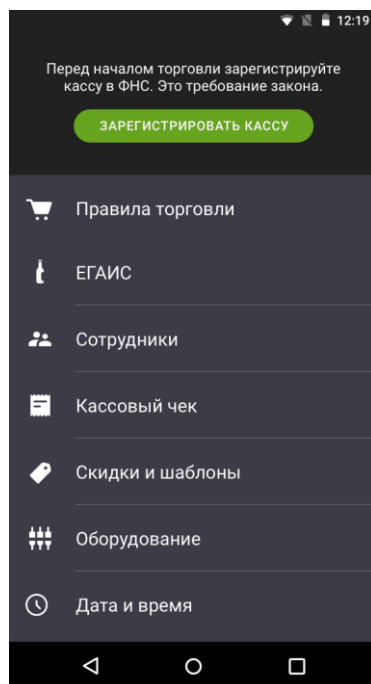 12:19
Перед началом торговли зарегистрируйте
кассу в ФНС. Это требование закона.
ЗАРЕГИСТРИРОВАТЬ КАССУ
Правила торговли
ЕГАИС
Сотрудники
Кассовый чек
Скидки и шаблоны
Оборудование
Дата и время